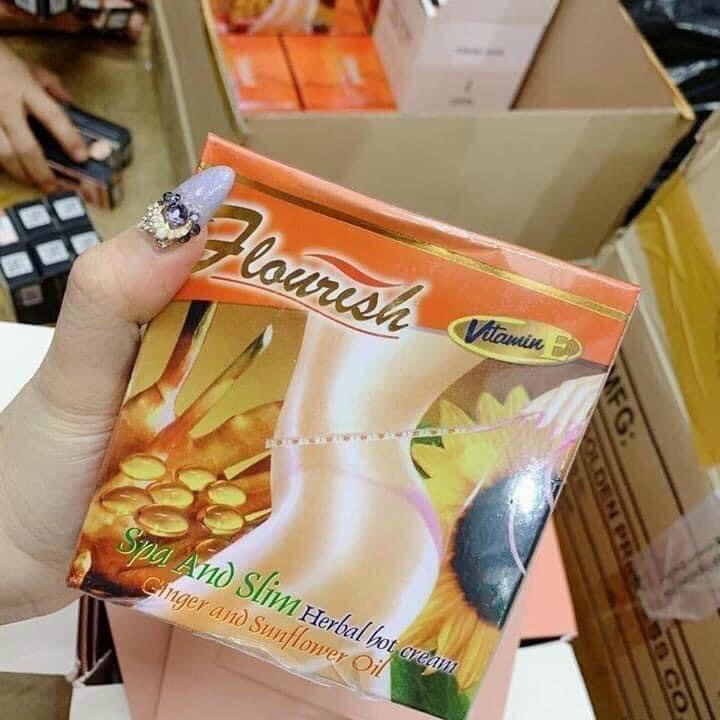 Flourish
Vitamin E
Spa And Slim Herbal hot cream
Ginger and Sunflower Oil
MFG: